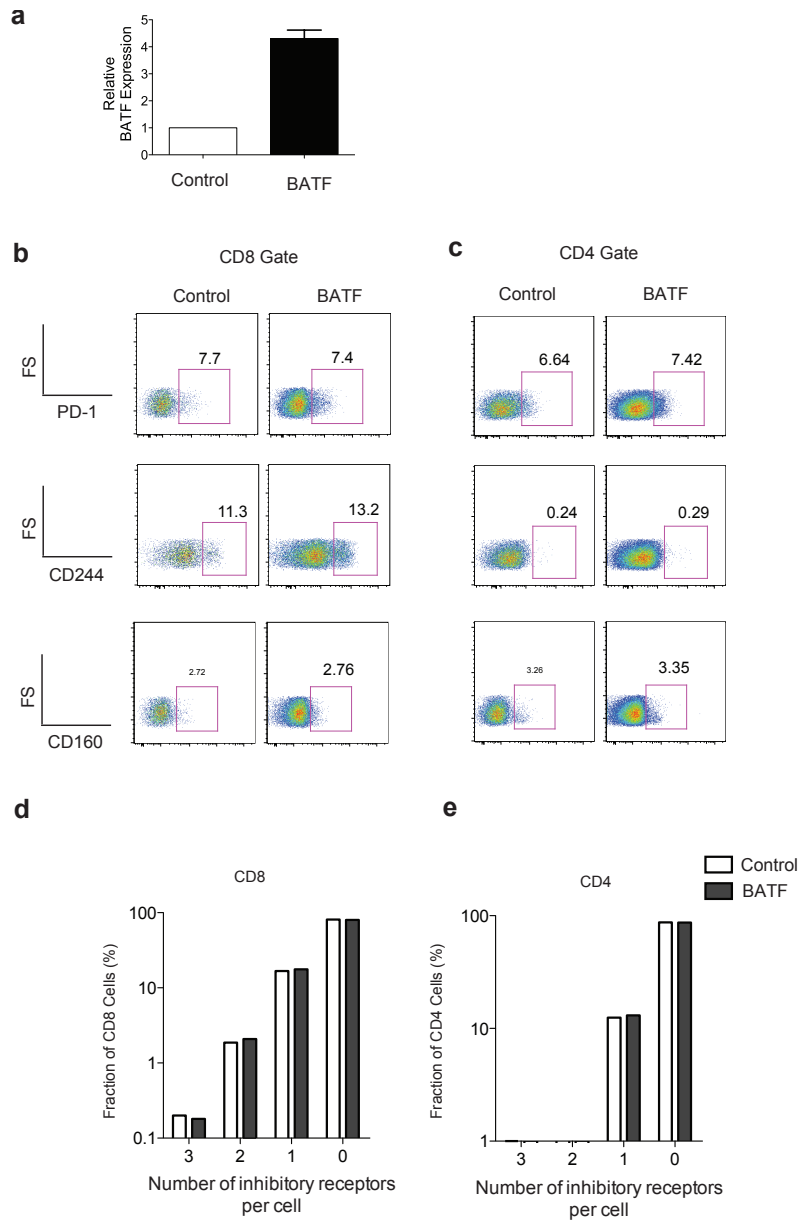 a
5
4
3
2
1
0
Relative
BATF Expression
Control
BATF
b
CD8 Gate
Control
BATF
c
CD4 Gate
Control
BATF
FS
PD-1
7.7
7.4
6.64
7.42
FS
CD244
11.3
13.2
0.24
0.29
FS
CD160
2.72
2.76
3.26
3.35
d
CD8
Fraction of CD8 Cells (%)
100
10
1
0.1
3 2 1 0
Number of inhibitory receptors
per cell
e
CD4
Control
BATF
Fraction of CD4 Cells (%)
100
10
1
3 2 1 0
Number of inhibitory receptors
per cell